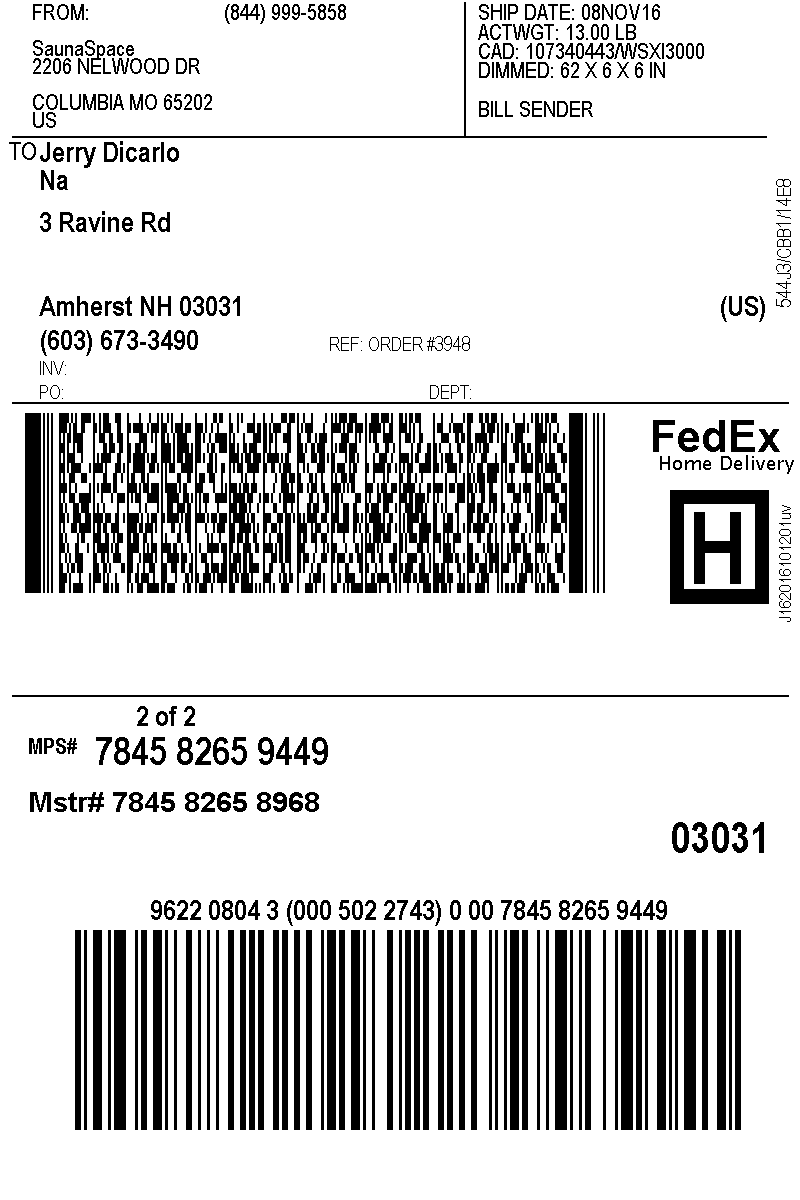 FROM: (844) 999-5858
SaunaSpace
2206 NELWOOD DR
COLUMBIA MO 65202
US
SHIP DATE: 08NOV16
ACTWGT: 13.00 LB
CAD: 107340443/WSXI3000
DIMMED: 62 X 6 X 6 IN
BILL SENDER
TO Jerry Dicarlo
Na
3 Ravine Rd
Amherst NH 03031 (US)
(603) 673-3490 REF: ORDER #3948
INV:
PO: DEPT:
544J3/CBB1/14E8
FedEx
Home Delivery
H
J162016101201uv
2 of 2
MPS# 7845 8265 9449
Mstr# 7845 8265 8968
03031
9622 0804 3 (000 502 2743) 0 00 7845 8265 9449